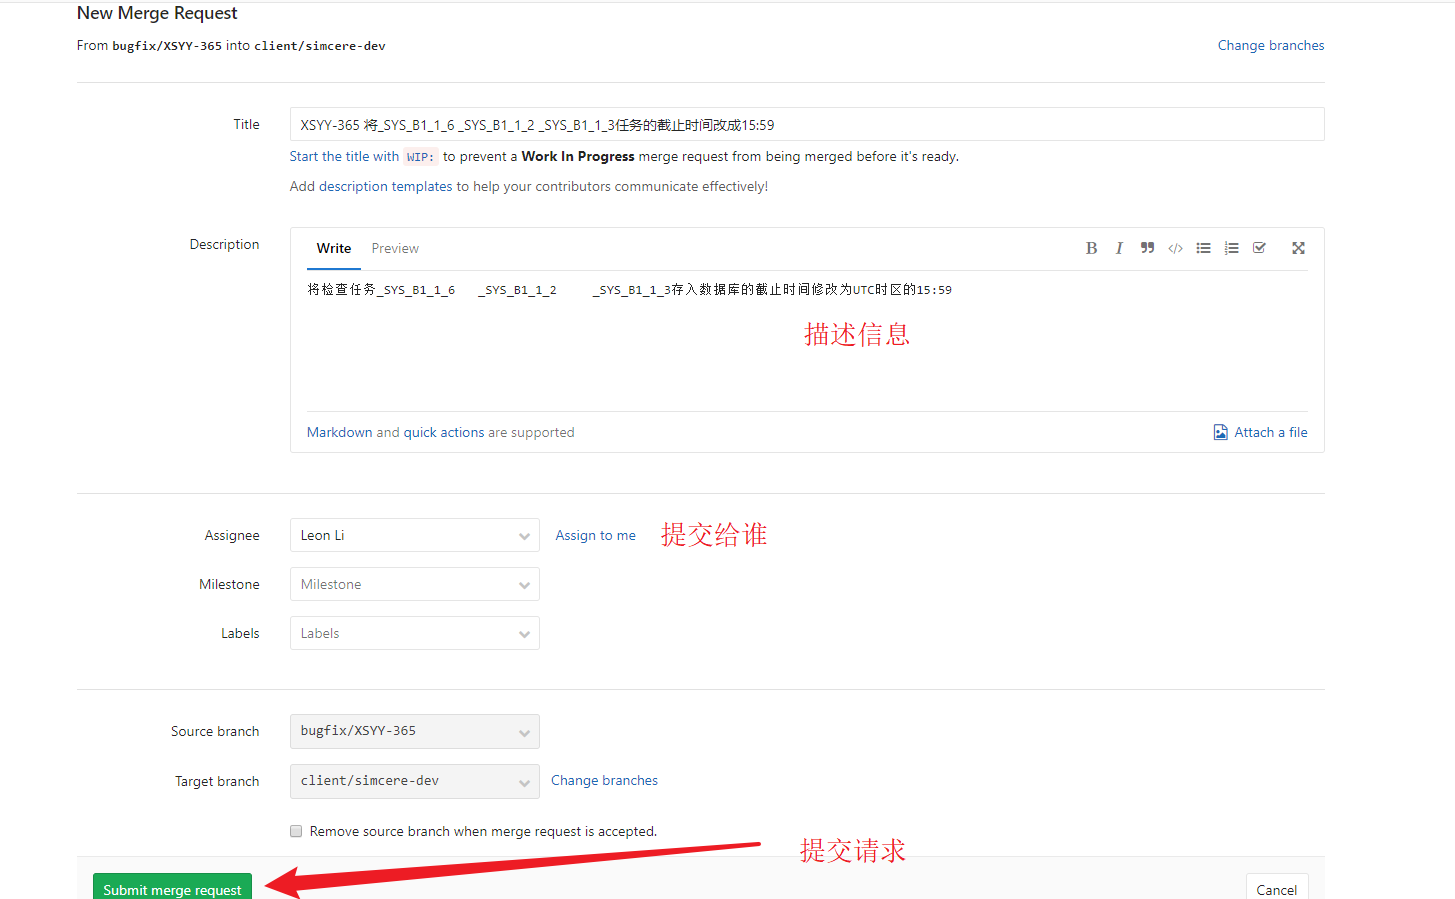 New Merge Request
From bugfix/XSYY-365 into client/simcere-dev
Change branches
Title
XSYY-365 将_SYS_B1_1_6 _SYS_B1_1_2 _SYS_B1_1_3任务的截止时间改成15:59
Start the title with WIP: to prevent a Work In Progress merge request from being merged before it's ready.
Add description templates to help your contributors communicate effectively!
Description
Write Preview
将检查任务_SYS_B1_1_6 _SYS_B1_1_2 _SYS_B1_1_3存入数据库的截止时间修改为UTC时区的15:59
描述信息
Markdown and quick actions are supported
Attach a file
Assignee
Leon Li
Assign to me
提交给谁
Milestone
Milestone
Labels
Labels
Source branch
bugfix/XSYY-365
Target branch
client/simcere-dev
Change branches
Remove source branch when merge request is accepted.
提交请求
Submit merge request
Cancel